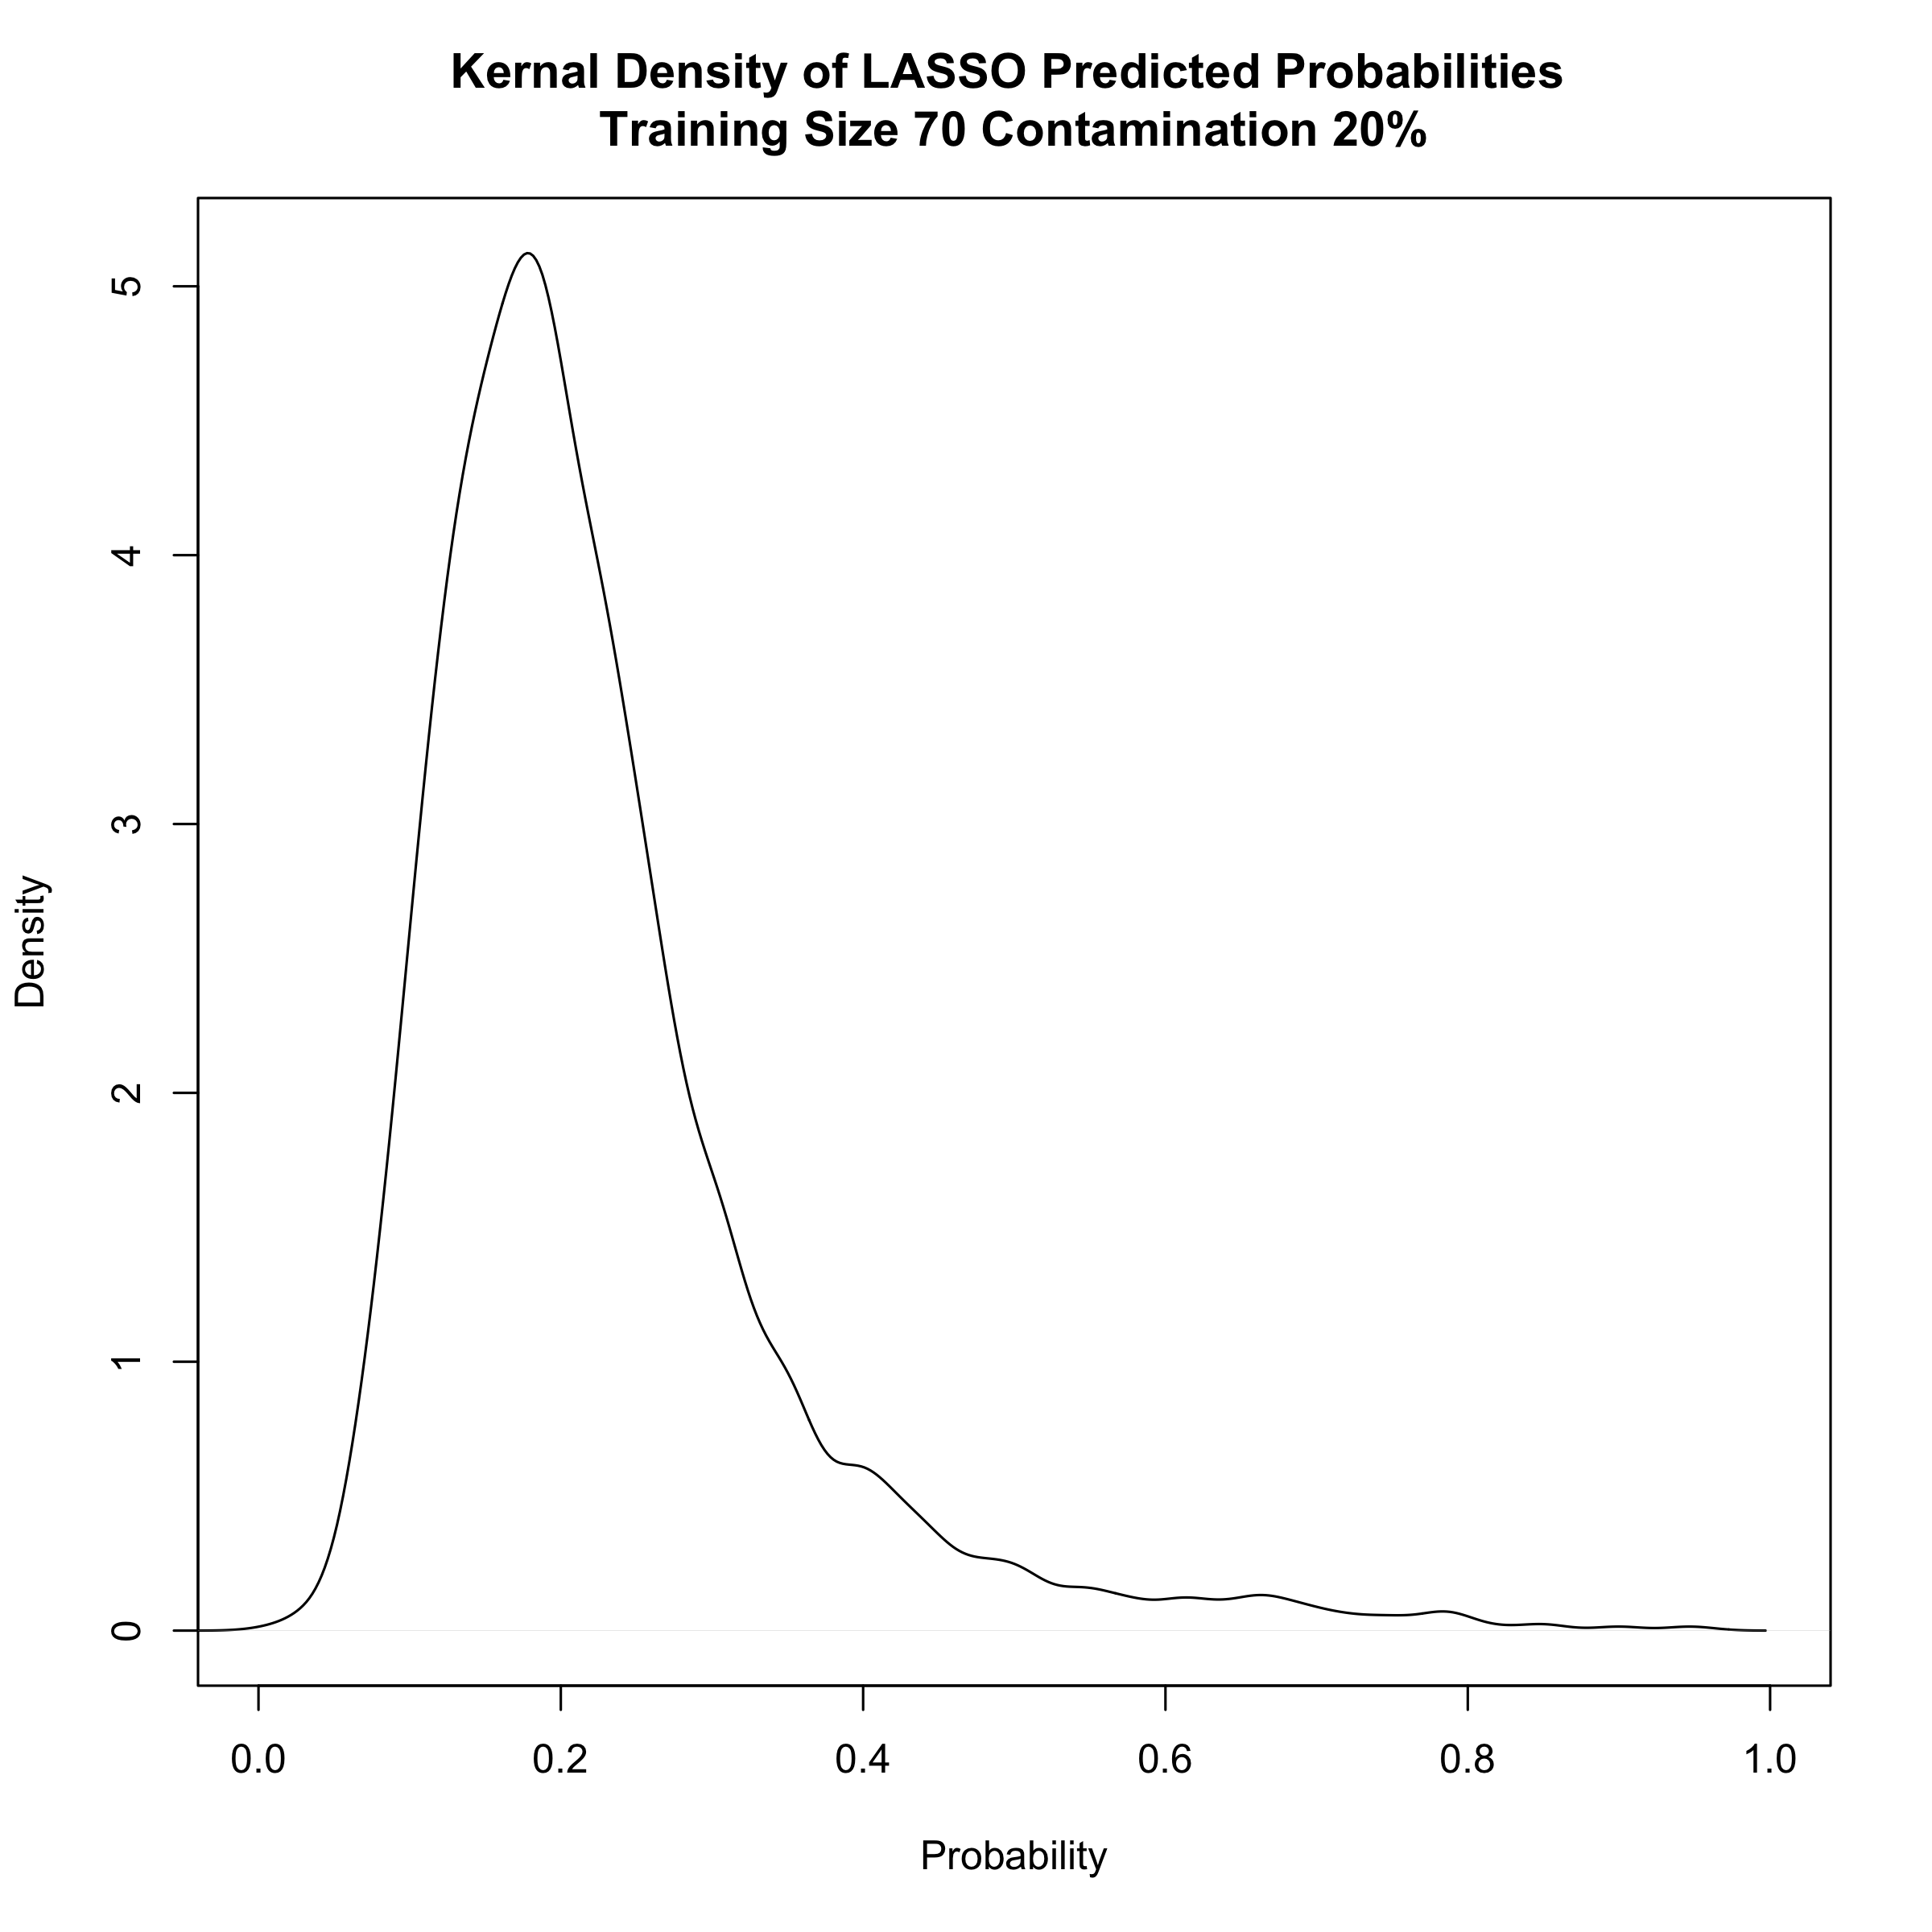 Kernal Density of LASSO Predicted Probabilities
Training Size 70 Contamination 20%
5
4
3
2
1
0
Density
0.0 0.2 0.4 0.6 0.8 1.0
Probability